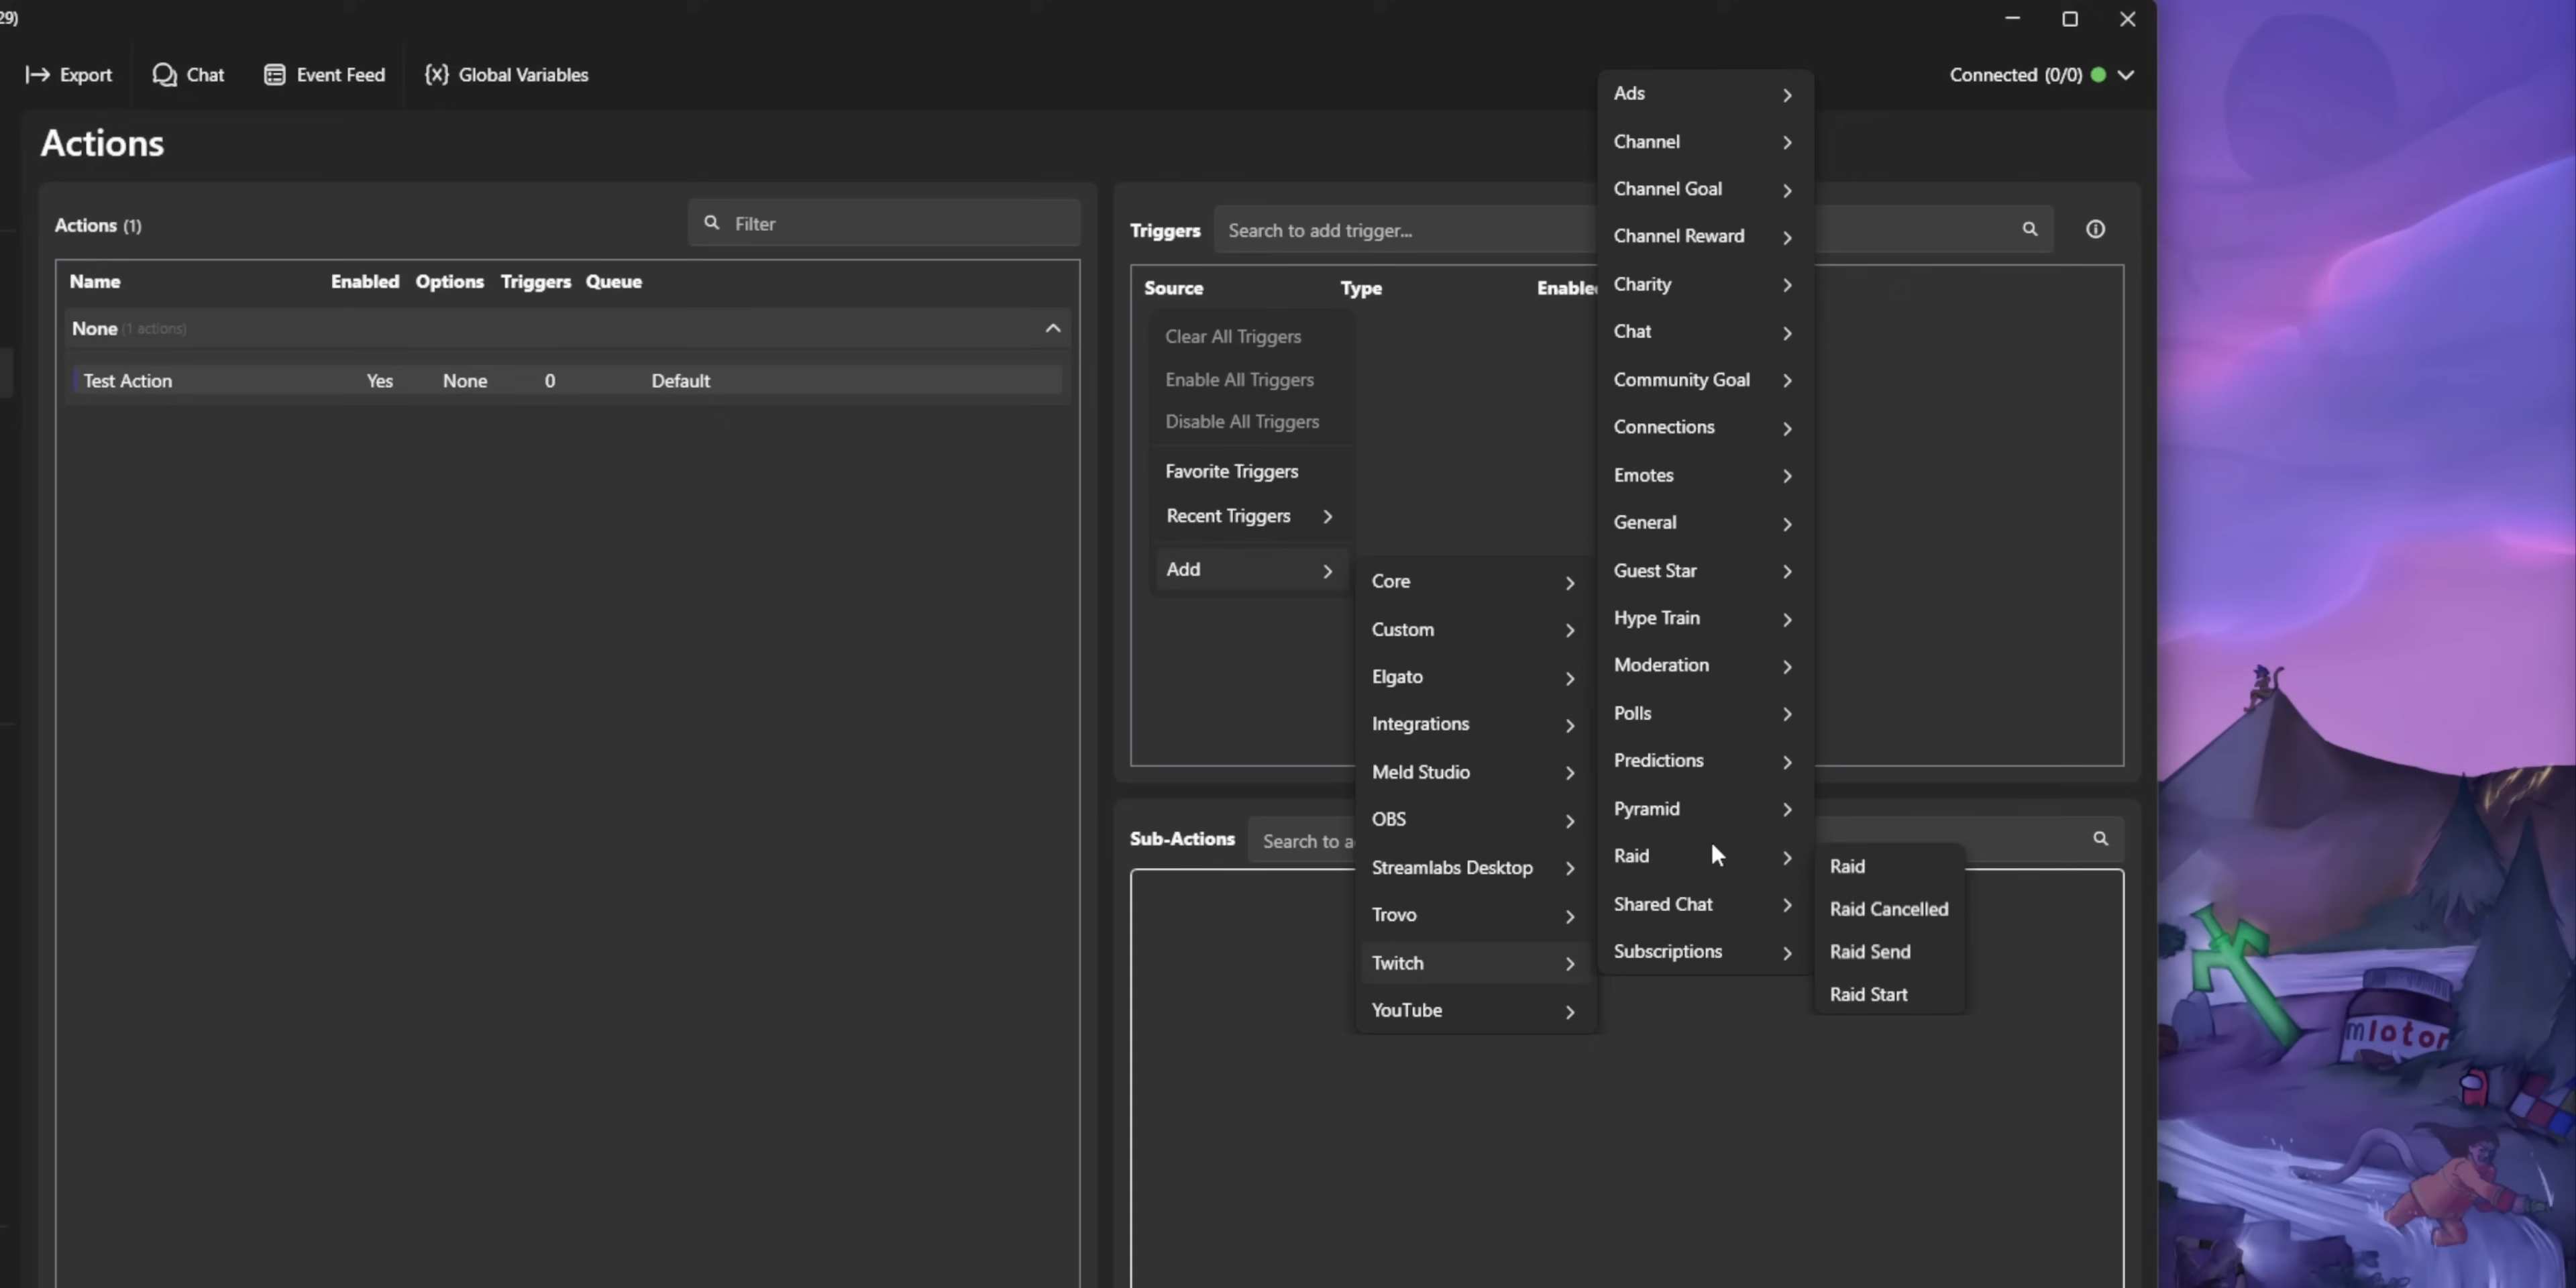 29)
Export
Chat
Event Feed
Global Variables
Connected (0/0)
Actions
Actions (1)
Filter
Name Enabled Options Triggers Queue
None (1 actions)
Test Action Yes None 0 Default
Triggers
Search to add trigger...
Source Type Enable
Clear All Triggers
Enable All Triggers
Disable All Triggers
Favorite Triggers
Recent Triggers
Add
Core
Custom
Elgato
Integrations
Meld Studio
OBS
Streamlabs Desktop
Trovo
Twitch
YouTube
Ads
Channel
Channel Goal
Channel Reward
Charity
Chat
Community Goal
Connections
Emotes
General
Guest Star
Hype Train
Moderation
Polls
Predictions
Pyramid
Raid
Shared Chat
Subscriptions
Raid
Raid Cancelled
Raid Send
Raid Start
Sub-Actions
Search to a
mlotor